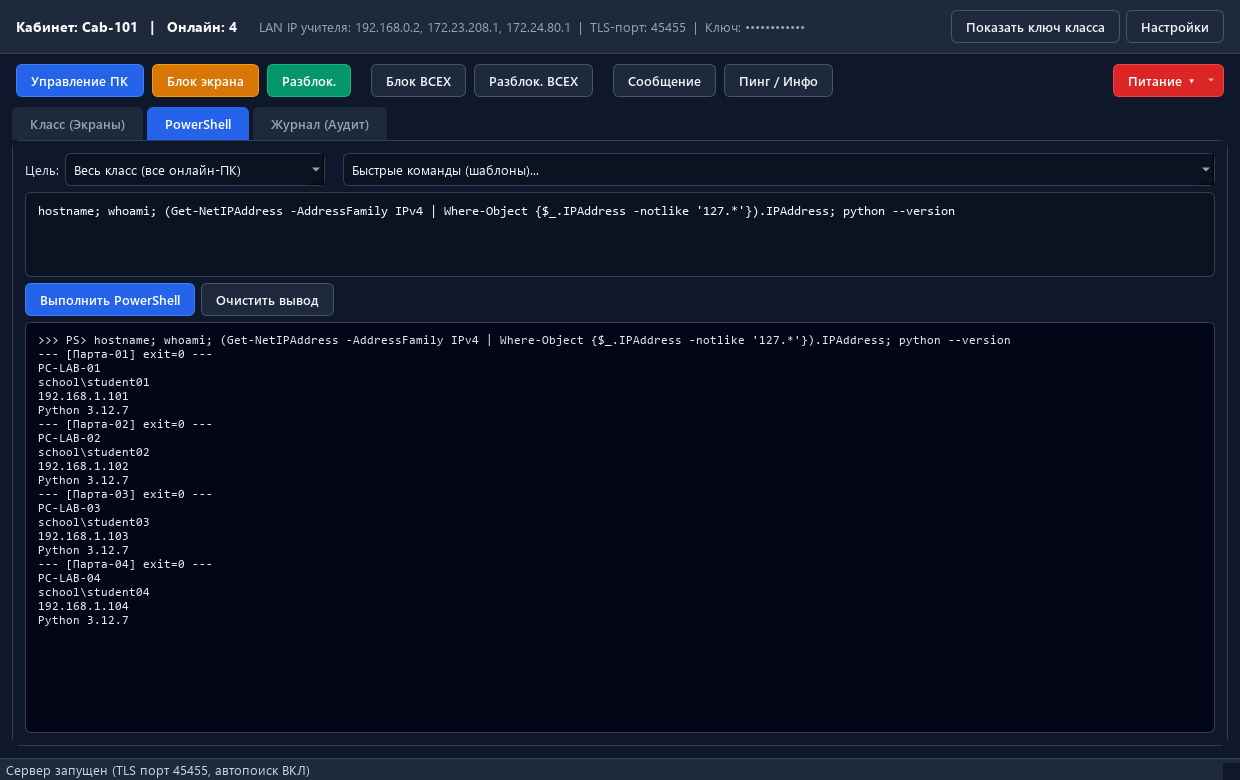 Кабинет: Cab-101 | Онлайн: 4 LAN IP учителя: 192.168.0.2, 172.23.208.1, 172.24.80.1 | TLS-порт: 45455 | Ключ: •••••••••••• Показать ключ класса Настройки
Управление ПК Блок экрана Разблок. Блок ВСЕХ Разблок. ВСЕХ Сообщение Пинг / Инфо Питание
Класс (Экраны) PowerShell Журнал (Аудит)
Цель: Весь класс (все онлайн-ПК) Быстрые команды (шаблоны)...
hostname; whoami; (Get-NetIPAddress -AddressFamily IPv4 | Where-Object {$_.IPAddress -notlike '127.*'}).IPAddress; python --version
Выполнить PowerShell Очистить вывод
>>> PS> hostname; whoami; (Get-NetIPAddress -AddressFamily IPv4 | Where-Object {$_.IPAddress -notlike '127.*'}).IPAddress; python --version
--- [Парта-01] exit=0 ---
PC-LAB-01
school\student01
192.168.1.101
Python 3.12.7
--- [Парта-02] exit=0 ---
PC-LAB-02
school\student02
192.168.1.102
Python 3.12.7
--- [Парта-03] exit=0 ---
PC-LAB-03
school\student03
192.168.1.103
Python 3.12.7
--- [Парта-04] exit=0 ---
PC-LAB-04
school\student04
192.168.1.104
Python 3.12.7
Сервер запущен (TLS порт 45455, автопоиск ВКЛ)